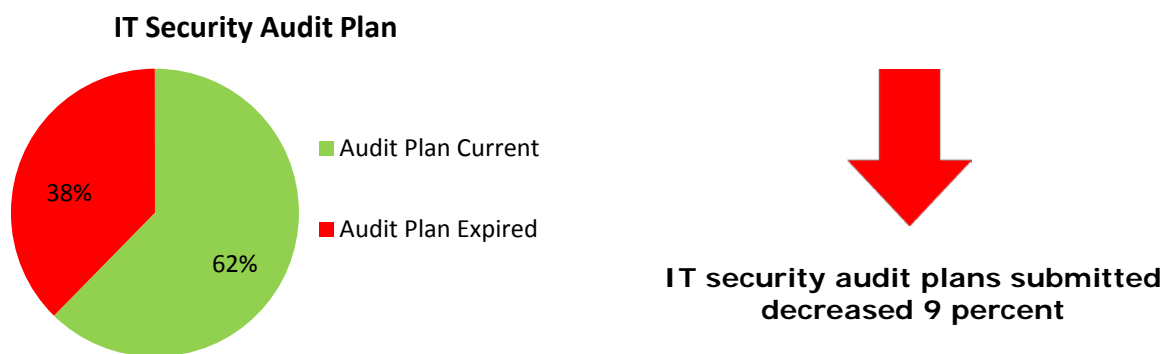 IT Security Audit Plan
Audit Plan Current
38%
Audit Plan Expired
62%
IT security audit plans submitted
decreased 9 percent